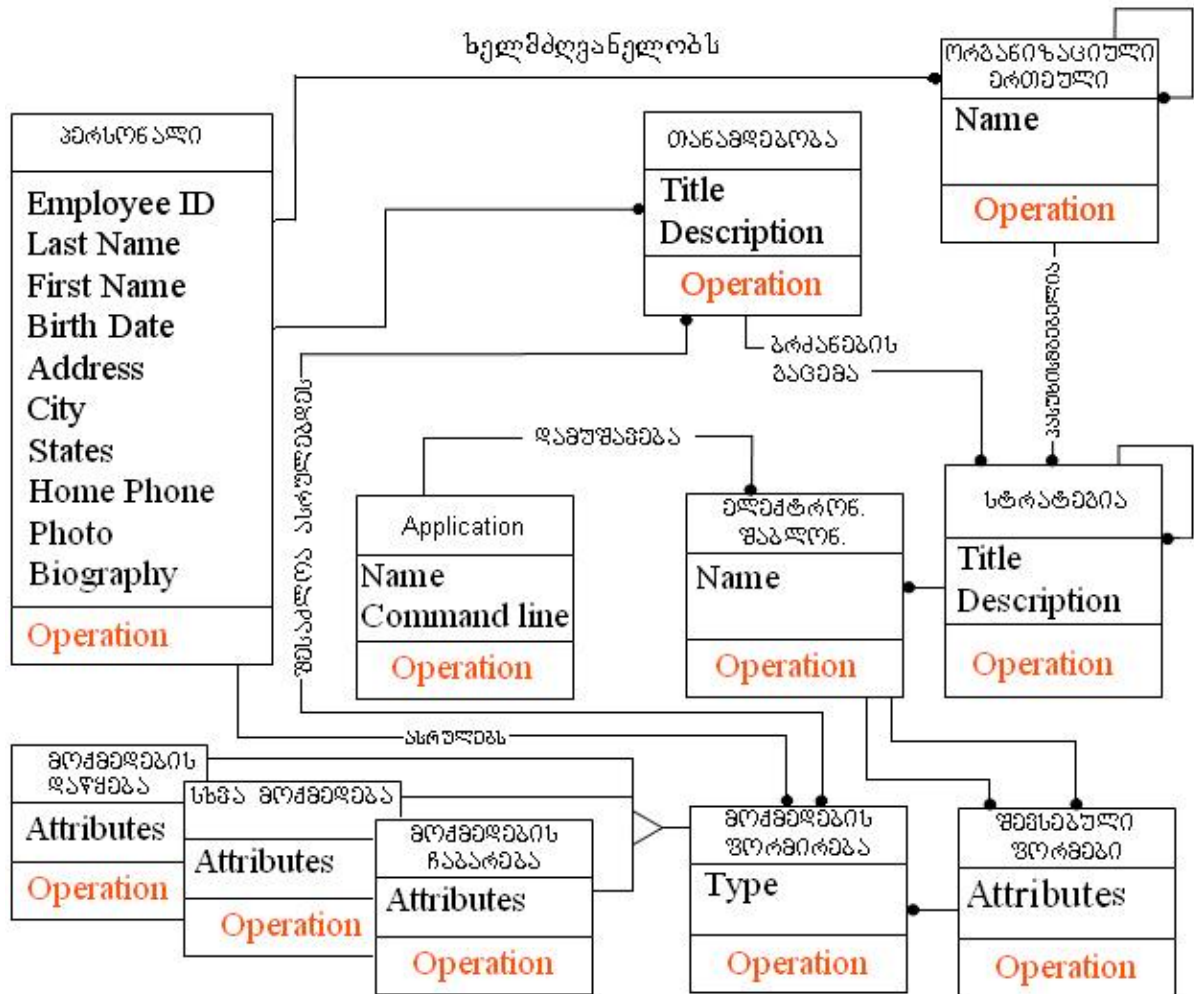 ხელმძღვანელობს
ორგანიზაციული
ერთეული
Name
Operation
პერსონალი
Employee ID
Last Name
First Name
Birth Date
Address
City
States
Home Phone
Photo
Biography
Operation
თანამდებობა
Title
Description
Operation
პასუხისმგებელია
ბრძანების
გაცემა
დამუშავება
Application
Name
Command line
Operation
ელექტრონ.
შაბლონ.
Name
Operation
სტრატეგია
Title
Description
Operation
ასრულებს
მოქმედების
დაწყება
Attributes
Operation
სხვა მოქმედება
Attributes
Operation
მოქმედების
ჩაბარება
Attributes
Operation
მოქმედების
ფორმირება
Type
Operation
შევსებული
ფორმები
Attributes
Operation